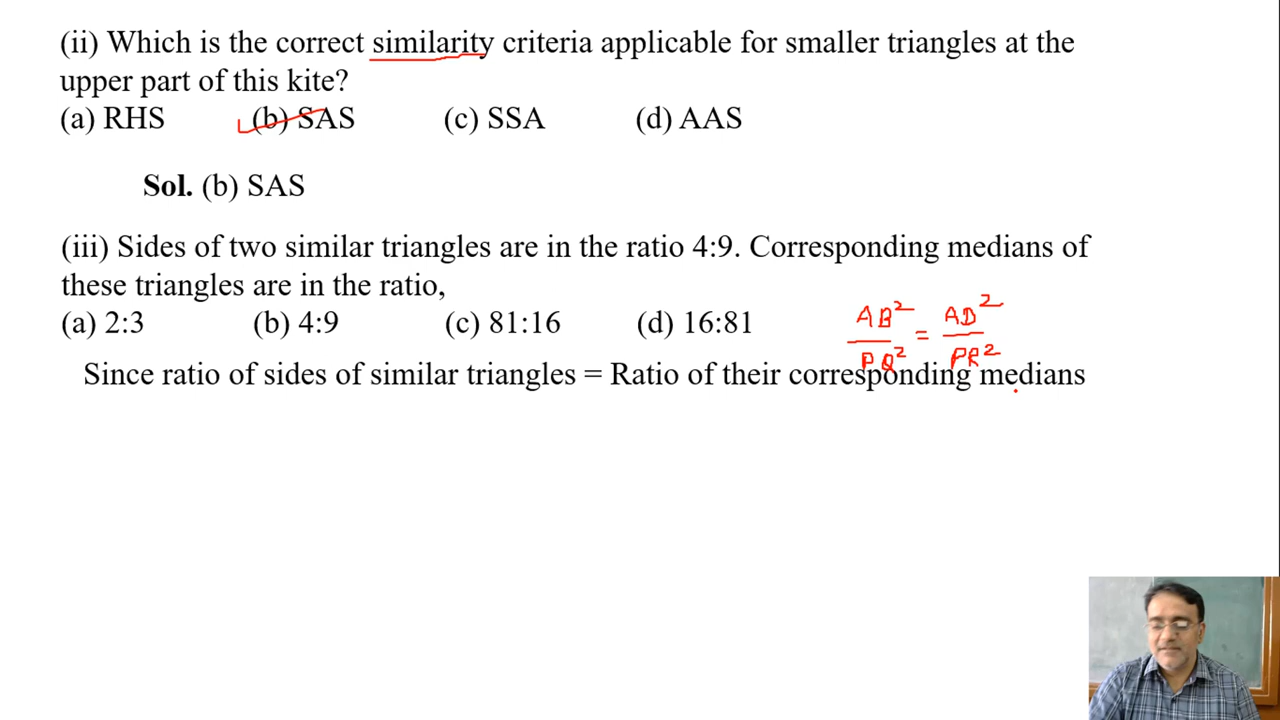 (ii) Which is the correct similarity criteria applicable for smaller triangles at the
upper part of this kite?
(a) RHS (b) SAS (c) SSA (d) AAS
Sol. (b) SAS
(iii) Sides of two similar triangles are in the ratio 4:9. Corresponding medians of
these triangles are in the ratio,
(a) 2:3 (b) 4:9 (c) 81:16 (d) 16:81
AB² / PQ² = AD² / PR²
Since ratio of sides of similar triangles = Ratio of their corresponding medians